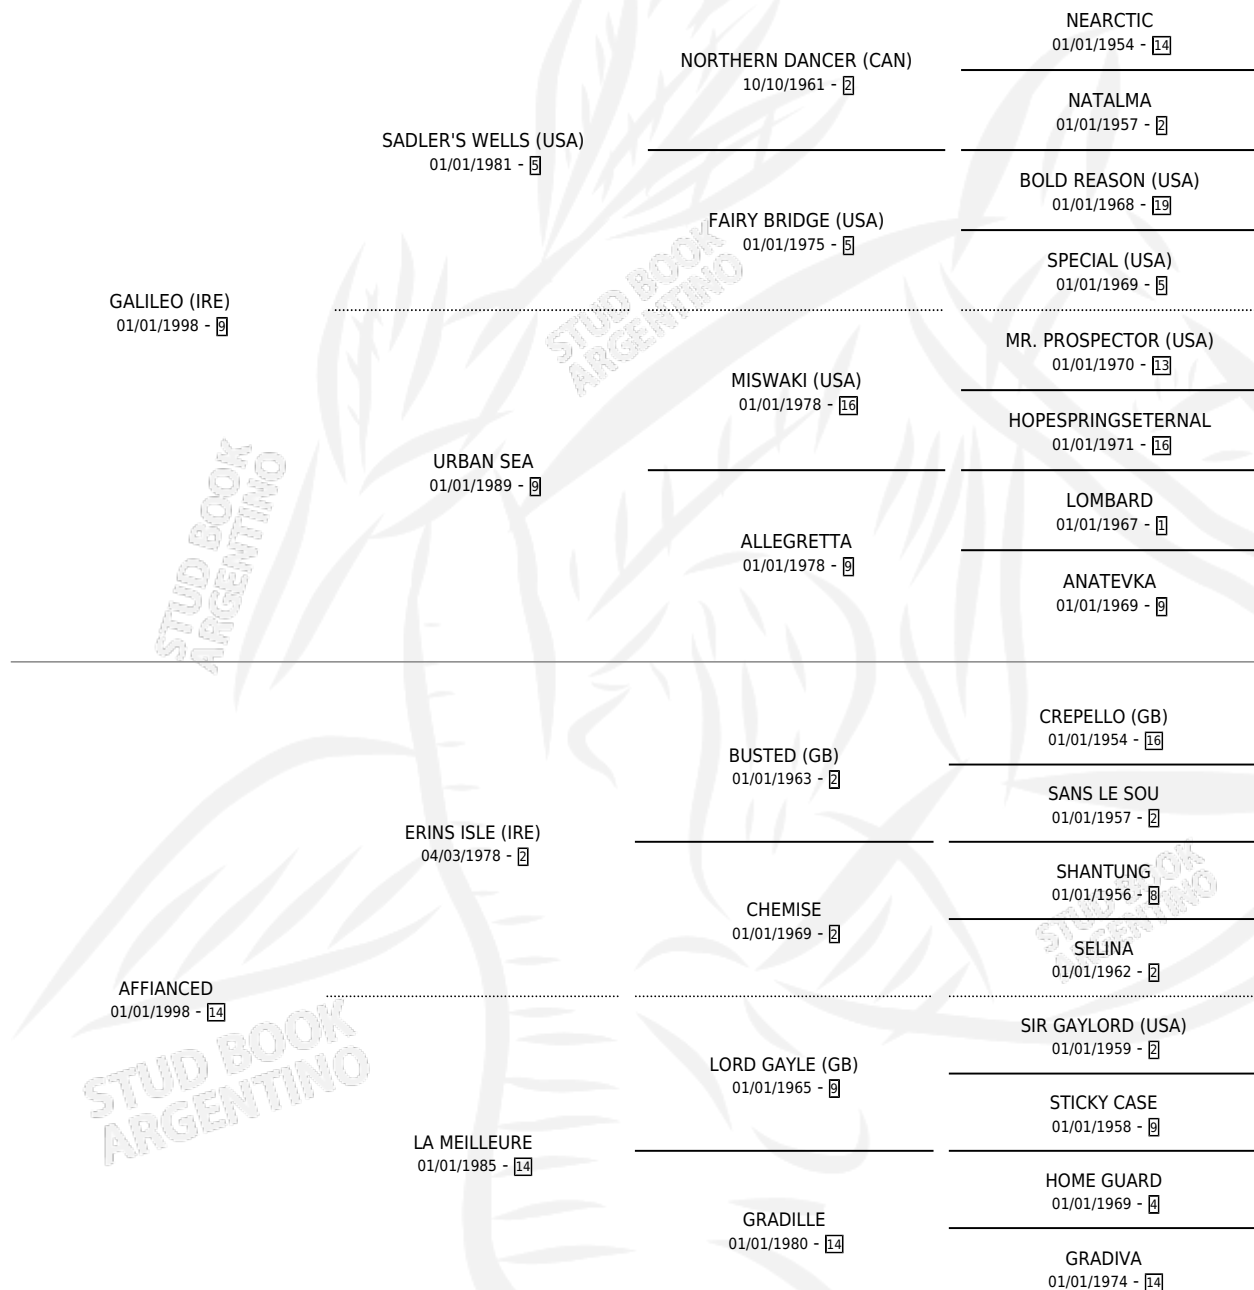 GALILEO (IRE)
01/01/1998 - 9
SADLER'S WELLS (USA)
01/01/1981 - 5
NORTHERN DANCER (CAN)
10/10/1961 - 2
NEARCTIC
01/01/1954 - 14
NATALMA
01/01/1957 - 2
FAIRY BRIDGE (USA)
01/01/1975 - 5
BOLD REASON (USA)
01/01/1968 - 19
SPECIAL (USA)
01/01/1969 - 5
URBAN SEA
01/01/1989 - 9
MISWAKI (USA)
01/01/1978 - 16
MR. PROSPECTOR (USA)
01/01/1970 - 13
HOPESPRINGSETERNAL
01/01/1971 - 16
ALLEGRETTA
01/01/1978 - 9
LOMBARD
01/01/1967 - 1
ANATEVKA
01/01/1969 - 9
AFFIANCED
01/01/1998 - 14
ERINS ISLE (IRE)
04/03/1978 - 2
BUSTED (GB)
01/01/1963 - 2
CREPELLO (GB)
01/01/1954 - 16
SANS LE SOU
01/01/1957 - 2
CHEMISE
01/01/1969 - 2
SHANTUNG
01/01/1956 - 8
SELINA
01/01/1962 - 2
LA MEILLEURE
01/01/1985 - 14
LORD GAYLE (GB)
01/01/1965 - 9
SIR GAYLORD (USA)
01/01/1959 - 2
STICKY CASE
01/01/1958 - 9
GRADILLE
01/01/1980 - 14
HOME GUARD
01/01/1969 - 4
GRADIVA
01/01/1974 - 14
STUD BOOK
ARGENTINO
STUD BOOK
ARGENTINO
STUD BOOK
ARGENTINO
STUD BOOK
ARGENTINO